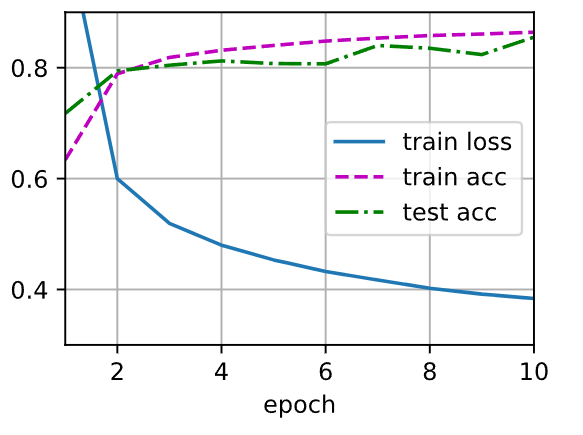 0.8
0.6
0.4
train loss
train acc
test acc
2 4 6 8 10
epoch